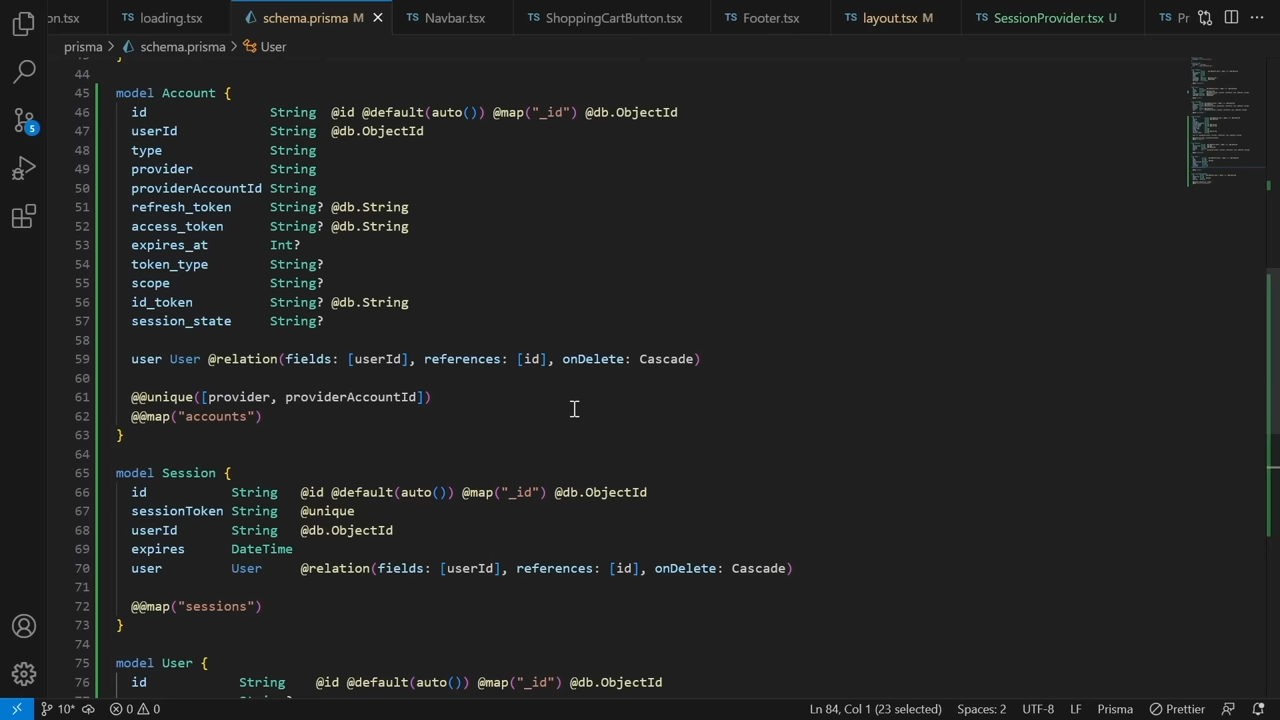 on.tsx loading.tsx schema.prisma M Navbar.tsx ShoppingCartButton.tsx Footer.tsx layout.tsx M SessionProvider.tsx U Pr
prisma > schema.prisma > User
44
45 model Account {
46 id String @id @default(auto()) @map("_id") @db.ObjectId
47 userId String @db.ObjectId
48 type String
49 provider String
50 providerAccountId String
51 refresh_token String? @db.String
52 access_token String? @db.String
53 expires_at Int?
54 token_type String?
55 scope String?
56 id_token String? @db.String
57 session_state String?
58
59 user User @relation(fields: [userId], references: [id], onDelete: Cascade)
60
61 @@unique([provider, providerAccountId])
62 @@map("accounts")
63 }
64
65 model Session {
66 id String @id @default(auto()) @map("_id") @db.ObjectId
67 sessionToken String @unique
68 userId String @db.ObjectId
69 expires DateTime
70 user User @relation(fields: [userId], references: [id], onDelete: Cascade)
71
72 @@map("sessions")
73 }
74
75 model User {
76 id String @id @default(auto()) @map("_id") @db.ObjectId
5
10* 0 0 Ln 84, Col 1 (23 selected) Spaces: 2 UTF-8 LF Prisma Prettier